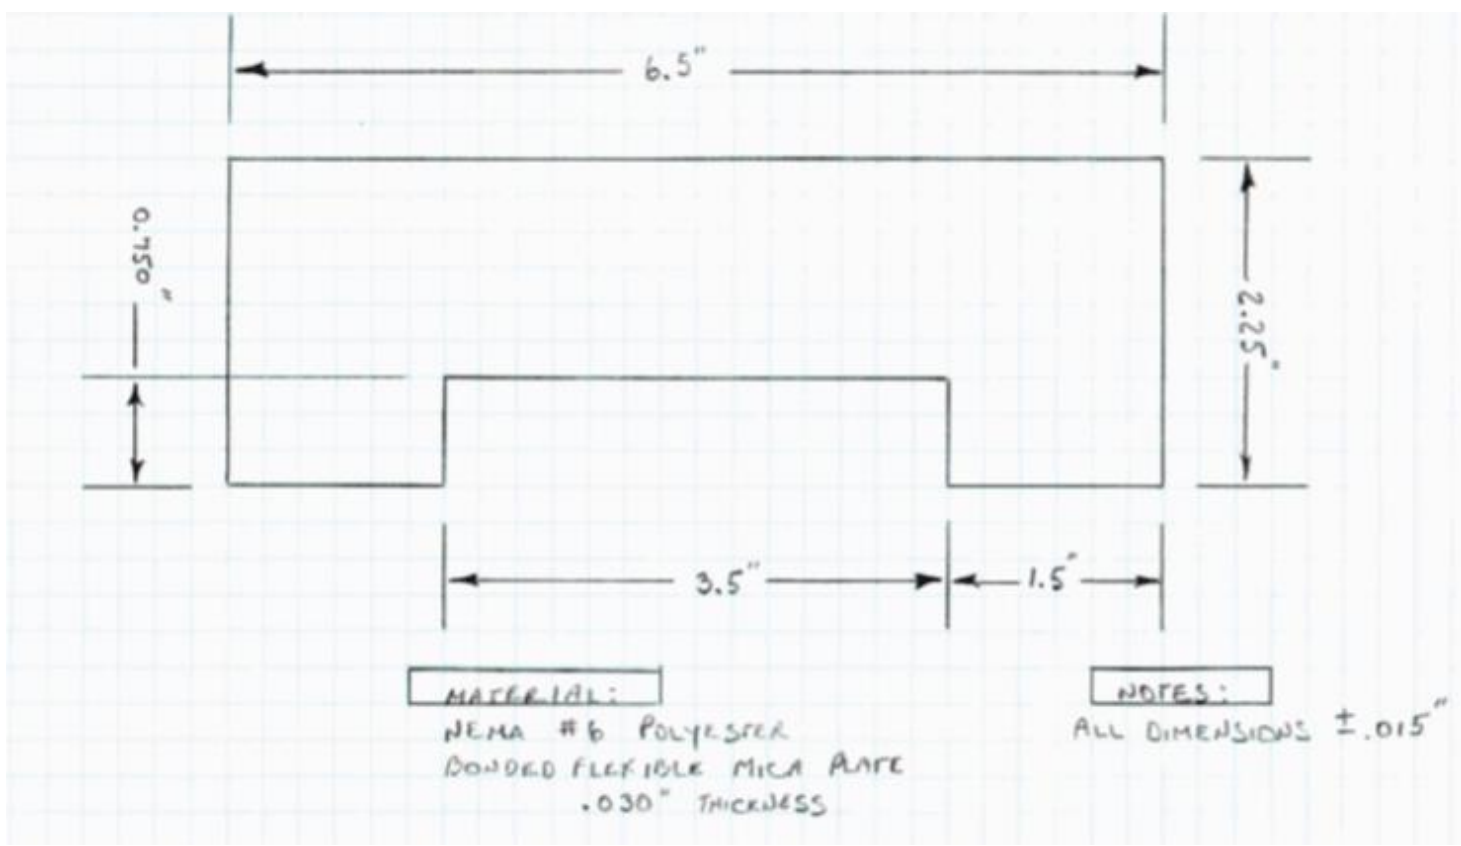 6.5"
0.750"
2.25"
3.5"
1.5"
MATERIAL:
NEMA #6 POLYESTER
BONDED FLEXIBLE MICA PLATE
.030" THICKNESS
NOTES:
ALL DIMENSIONS ±.015"